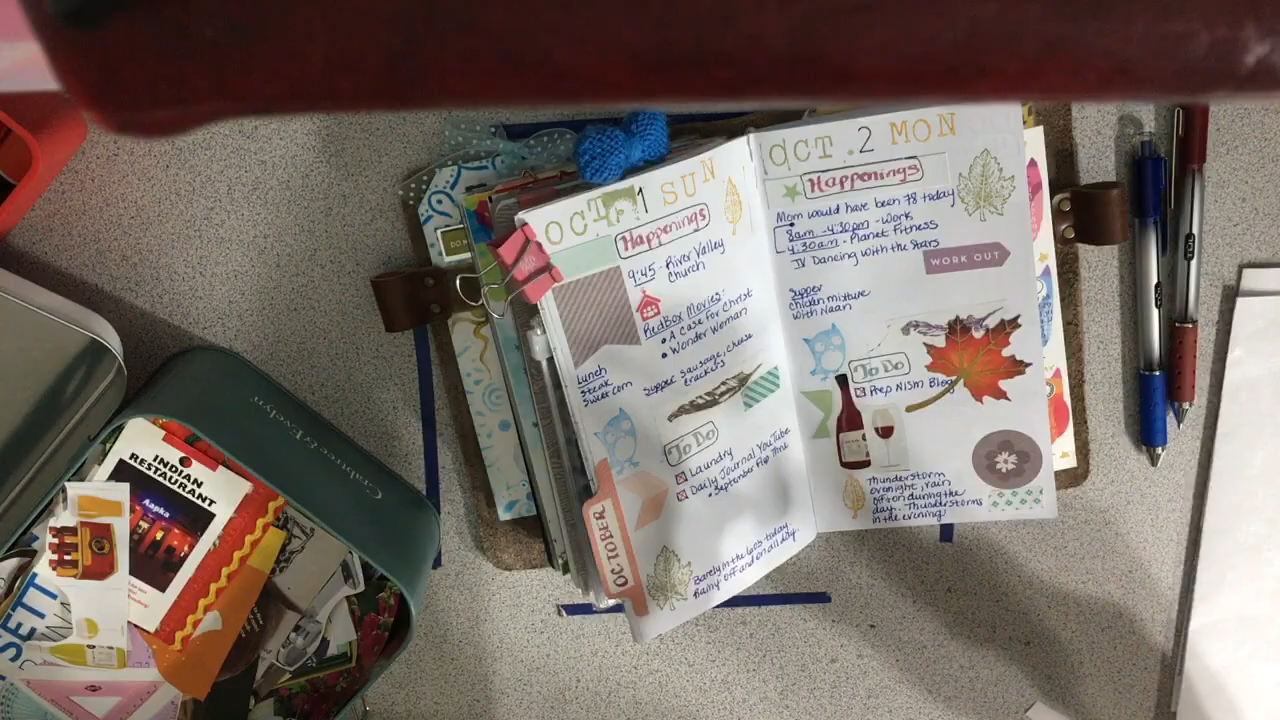 OCT. 1 SUN
Happenings
9:45 - River Valley
Church
RedBox Movies:
• A Case For Christ
• Wonder Woman
Lunch
Steak
Sweet corn
Supper sausage, cheese
crackers
To Do
Laundry
Daily Journal YouTube
• September Flip Thru
OCTOBER
Barely in the 60s today.
Rainy off and on all day.
OCT. 2 MON
Happenings
Mom would have been 78 today
8am - 4:30pm - Work
4:30am - Planet Fitness
TV Dancing With the Stars
WORK OUT
Supper
chicken mixture
with Naan
To Do
Prep NISM Blog
Thunderstorm
overnight, rain
off on during the
day.. Thunderstorms
in the evening.
DO
Crabtree & Evelyn
INDIAN
RESTAURANT
Aapka
SETT